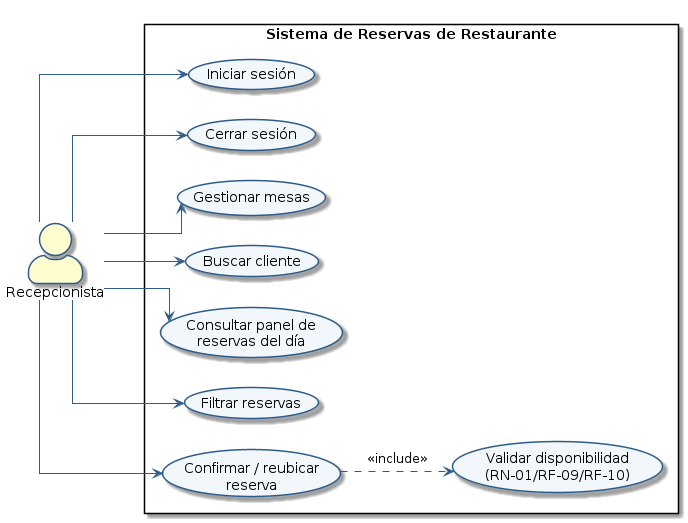 Sistema de Reservas de Restaurante
Iniciar sesión
Cerrar sesión
Gestionar mesas
Buscar cliente
Recepcionista
Consultar panel de
reservas del día
Filtrar reservas
Confirmar / reubicar
reserva
«include»
Validar disponibilidad
(RN-01/RF-09/RF-10)